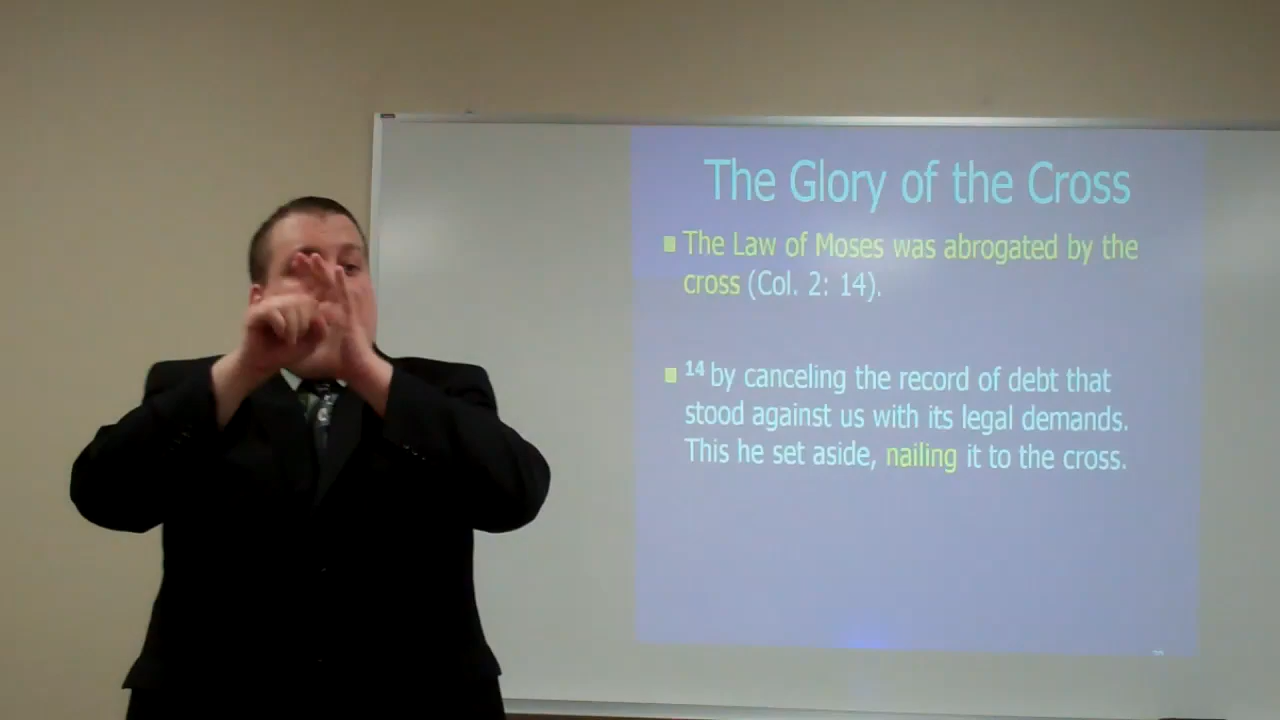 The Glory of the Cross
The Law of Moses was abrogated by the
cross (Col. 2: 14).
14 by canceling the record of debt that
stood against us with its legal demands.
This he set aside, nailing it to the cross.